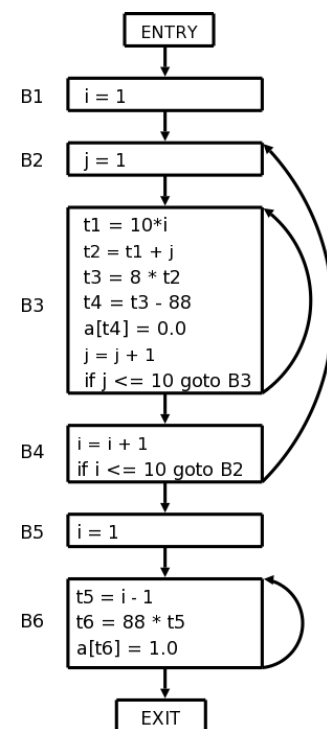 ENTRY
B1
i = 1
B2
j = 1
B3
t1 = 10*i
t2 = t1 + j
t3 = 8 * t2
t4 = t3 - 88
a[t4] = 0.0
j = j + 1
if j <= 10 goto B3
B4
i = i + 1
if i <= 10 goto B2
B5
i = 1
B6
t5 = i - 1
t6 = 88 * t5
a[t6] = 1.0
EXIT